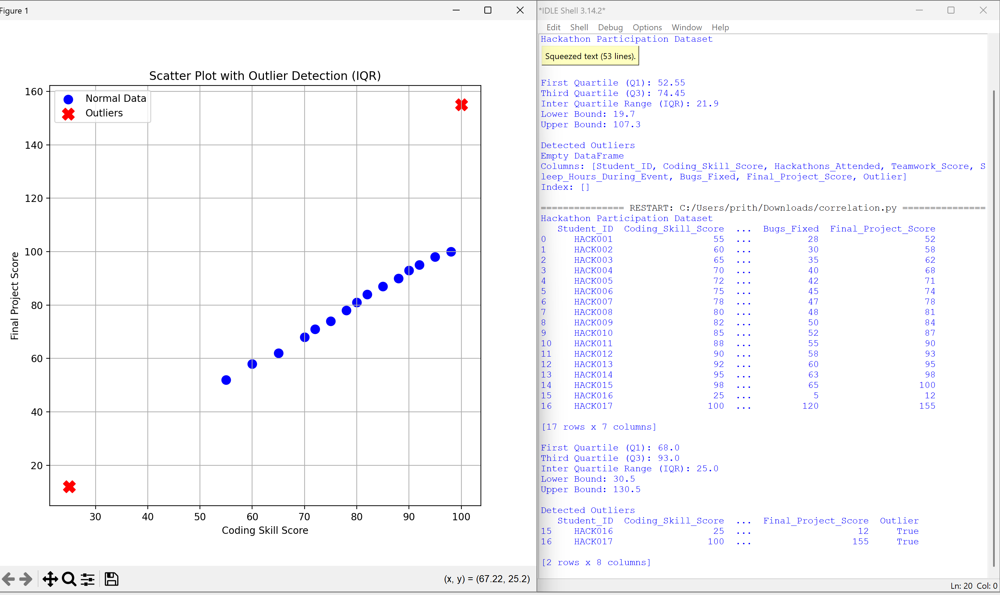 Figure 1
Scatter Plot with Outlier Detection (IQR)
Normal Data
Outliers
160
140
120
100
80
60
40
20
Final Project Score
30 40 50 60 70 80 90 100
Coding Skill Score
(x, y) = (67.22, 25.2)
*IDLE Shell 3.14.2*
Edit Shell Debug Options Window Help
Hackathon Participation Dataset
Squeezed text (53 lines).
First Quartile (Q1): 52.55
Third Quartile (Q3): 74.45
Inter Quartile Range (IQR): 21.9
Lower Bound: 19.7
Upper Bound: 107.3
Detected Outliers
Empty DataFrame
Columns: [Student_ID, Coding_Skill_Score, Hackathons_Attended, Teamwork_Score, S
leep_Hours_During_Event, Bugs_Fixed, Final_Project_Score, Outlier]
Index: []
=============== RESTART: C:/Users/prith/Downloads/correlation.py ===============
Hackathon Participation Dataset
Student_ID Coding_Skill_Score ... Bugs_Fixed Final_Project_Score
0 HACK001 55 ... 28 52
1 HACK002 60 ... 30 58
2 HACK003 65 ... 35 62
3 HACK004 70 ... 40 68
4 HACK005 72 ... 42 71
5 HACK006 75 ... 45 74
6 HACK007 78 ... 47 78
7 HACK008 80 ... 48 81
8 HACK009 82 ... 50 84
9 HACK010 85 ... 52 87
10 HACK011 88 ... 55 90
11 HACK012 90 ... 58 93
12 HACK013 92 ... 60 95
13 HACK014 95 ... 63 98
14 HACK015 98 ... 65 100
15 HACK016 25 ... 5 12
16 HACK017 100 ... 120 155
[17 rows x 7 columns]
First Quartile (Q1): 68.0
Third Quartile (Q3): 93.0
Inter Quartile Range (IQR): 25.0
Lower Bound: 30.5
Upper Bound: 130.5
Detected Outliers
Student_ID Coding_Skill_Score ... Final_Project_Score Outlier
15 HACK016 25 ... 12 True
16 HACK017 100 ... 155 True
[2 rows x 8 columns]
Ln: 20 Col: 0